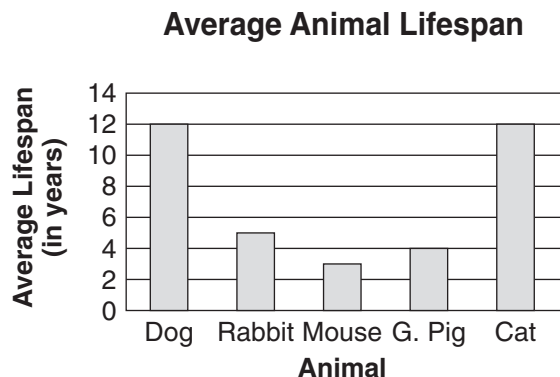 Average Animal Lifespan
Average Lifespan
(in years)
14
12
10
8
6
4
2
0
Dog Rabbit Mouse G. Pig Cat
Animal